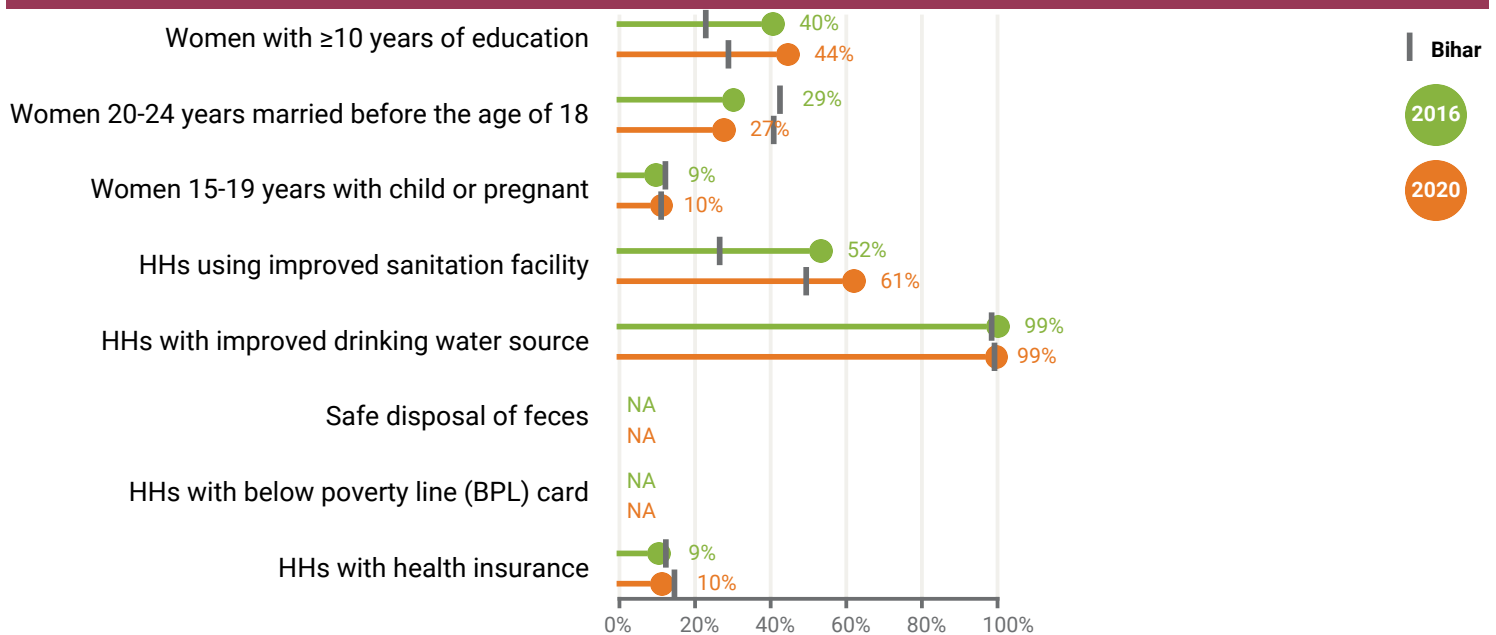 Women with ≥10 years of education
40%
44%
Women 20-24 years married before the age of 18
29%
27%
Women 15-19 years with child or pregnant
9%
10%
HHs using improved sanitation facility
52%
61%
HHs with improved drinking water source
99%
99%
Safe disposal of feces
NA
NA
HHs with below poverty line (BPL) card
NA
NA
HHs with health insurance
9%
10%
0% 20% 40% 60% 80% 100%
Bihar
2016
2020